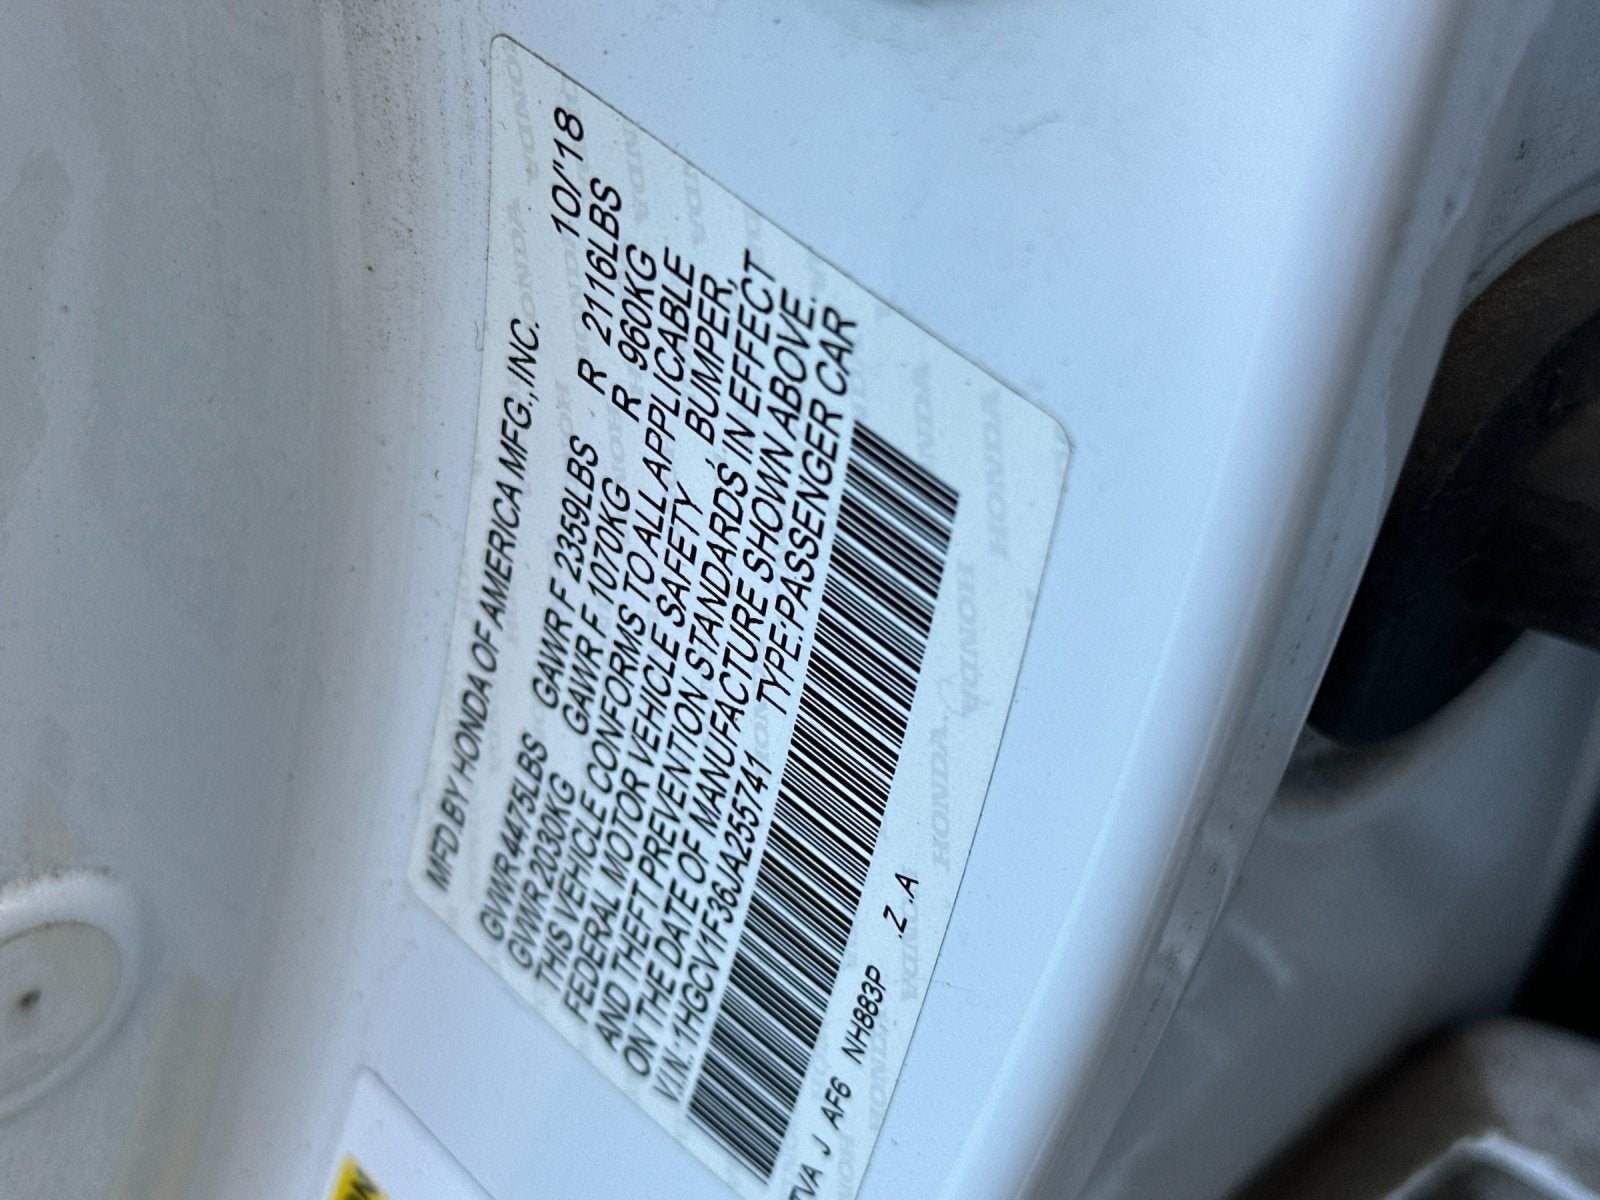 MFD.BY HONDA OF AMERICA MFG.,INC. 10/'18
GVWR 4475LBS GAWR F 2359LBS R 2116LBS
GVWR 2030KG GAWR F 1070KG R 960KG
THIS VEHICLE CONFORMS TO ALL APPLICABLE
FEDERAL MOTOR VEHICLE SAFETY , BUMPER,
AND THEFT PREVENTION STANDARDS IN EFFECT
ON THE DATE OF MANUFACTURE SHOWN ABOVE.
V.I.N.:1HGCV1F36JA255741 TYPE:PASSENGER CAR
TVA J AF6 NH883P .Z .A